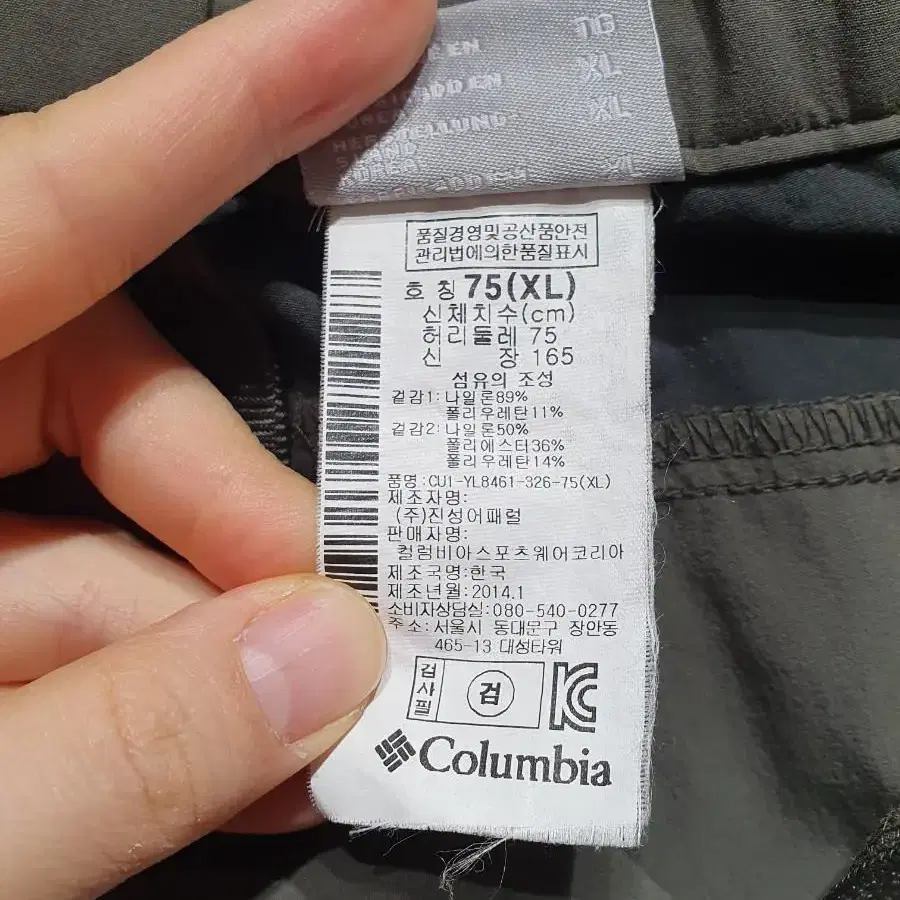 TG
XL
XL
HERSTELLUNG
S LAND
XL
품질경영및공산품안전
관리법에의한품질표시
호 칭 75(XL)
신체치수(cm)
허리둘레 75
신 장 165
섬유의 조성
겉감1: 나일론89%
폴리우레탄11%
겉감2: 나일론50%
폴리에스터36%
폴리우레탄14%
품명:CU1-YL8461-326-75(XL)
제조자명:
(주)진성어패럴
판매자명:
컬럼비아스포츠웨어코리아
제조국명:한국
제조년월:2014.1
소비자상담실:080-540-0277
주 소:서울시 동대문구 장안동
465-13 대성타워
검사필
검
KC
Columbia